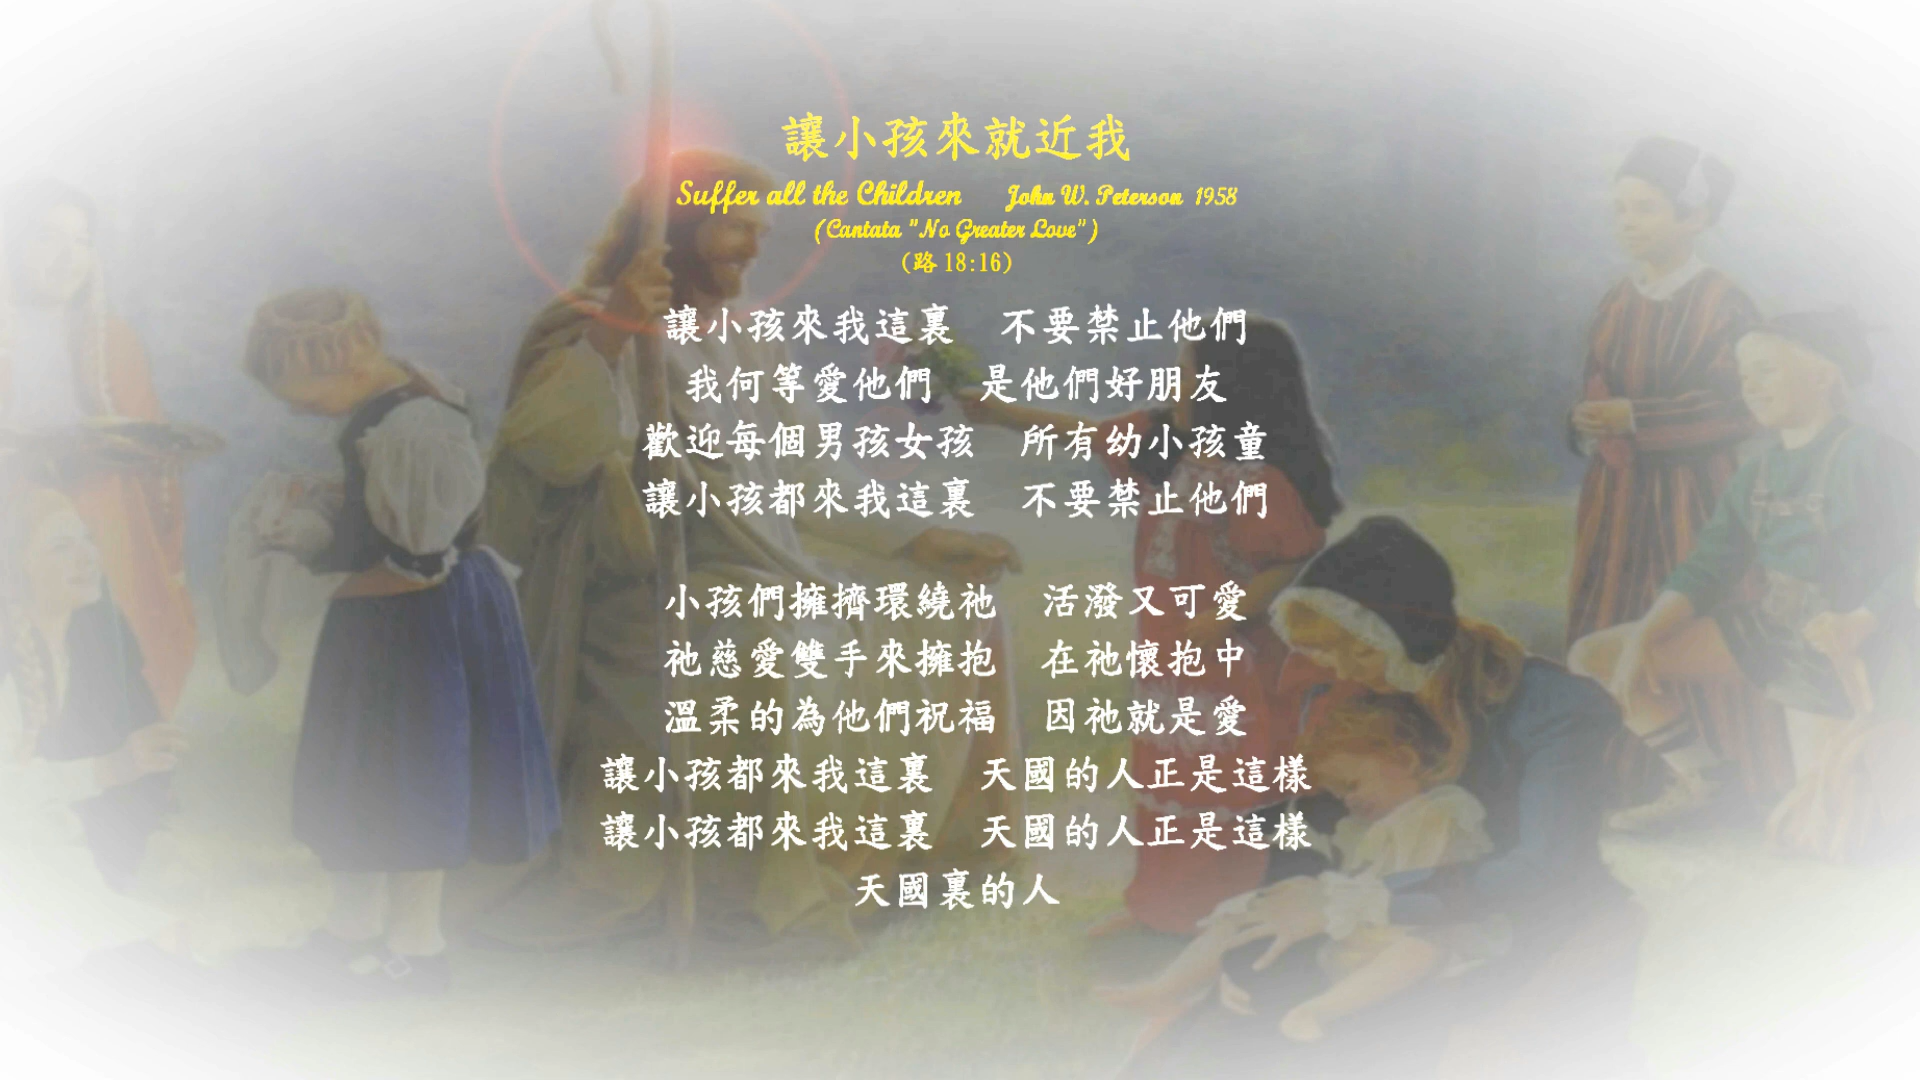 讓小孩來就近我
Suffer all the Children　John W. Peterson 1958
(Cantata "No Greater Love")
(路 18:16)
讓小孩來我這裏　不要禁止他們
我何等愛他們　是他們好朋友
歡迎每個男孩女孩　所有幼小孩童
讓小孩都來我這裏　不要禁止他們
小孩們擁擠環繞祂　活潑又可愛
祂慈愛雙手來擁抱　在祂懷抱中
溫柔的為他們祝福　因祂就是愛
讓小孩都來我這裏　天國的人正是這樣
讓小孩都來我這裏　天國的人正是這樣
天國裏的人